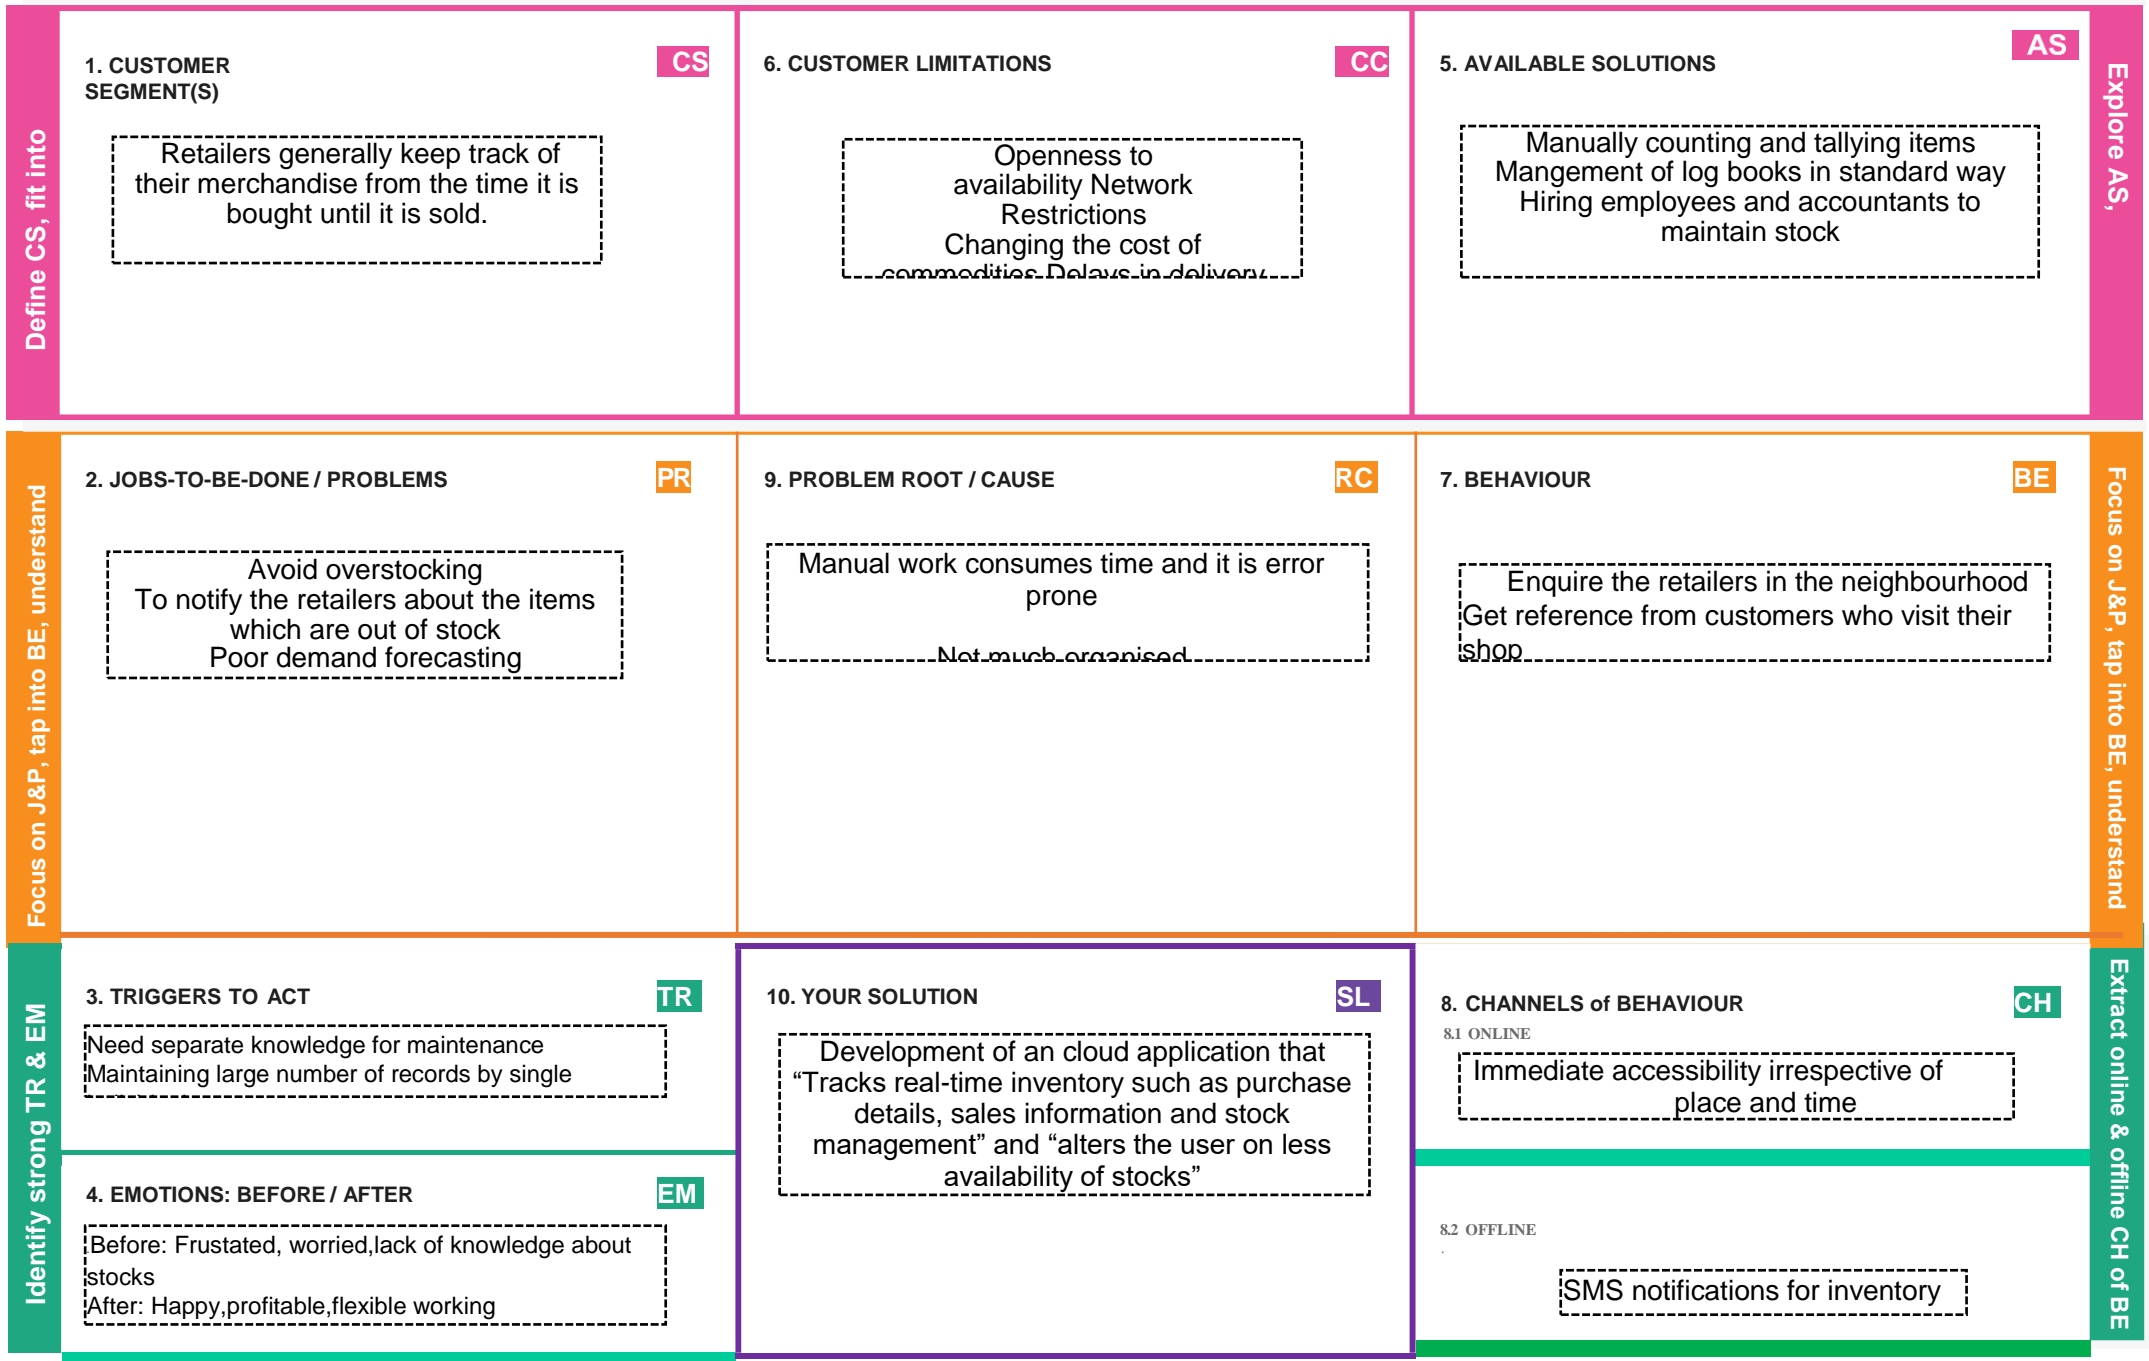 Define CS, fit into
1. CUSTOMER
SEGMENT(S)
CS
Retailers generally keep track of
their merchandise from the time it is
bought until it is sold.
6. CUSTOMER LIMITATIONS
CC
Openness to
availability Network
Restrictions
Changing the cost of
commodities Delays in delivery
5. AVAILABLE SOLUTIONS
AS
Manually counting and tallying items
Mangement of log books in standard way
Hiring employees and accountants to
maintain stock
Explore AS,
Focus on J&P, tap into BE, understand
2. JOBS-TO-BE-DONE / PROBLEMS
PR
Avoid overstocking
To notify the retailers about the items
which are out of stock
Poor demand forecasting
9. PROBLEM ROOT / CAUSE
RC
Manual work consumes time and it is error
prone
Not much organised
7. BEHAVIOUR
BE
Enquire the retailers in the neighbourhood
Get reference from customers who visit their
shop
Focus on J&P, tap into BE, understand
Identify strong TR & EM
3. TRIGGERS TO ACT
TR
Need separate knowledge for maintenance
Maintaining large number of records by single
4. EMOTIONS: BEFORE / AFTER
EM
Before: Frustated, worried,lack of knowledge about
stocks
After: Happy,profitable,flexible working
10. YOUR SOLUTION
SL
Development of an cloud application that
“Tracks real-time inventory such as purchase
details, sales information and stock
management” and “alters the user on less
availability of stocks”
8. CHANNELS of BEHAVIOUR
CH
8.1 ONLINE
Immediate accessibility irrespective of
place and time
8.2 OFFLINE
.
SMS notifications for inventory
Extract online & offline CH of BE